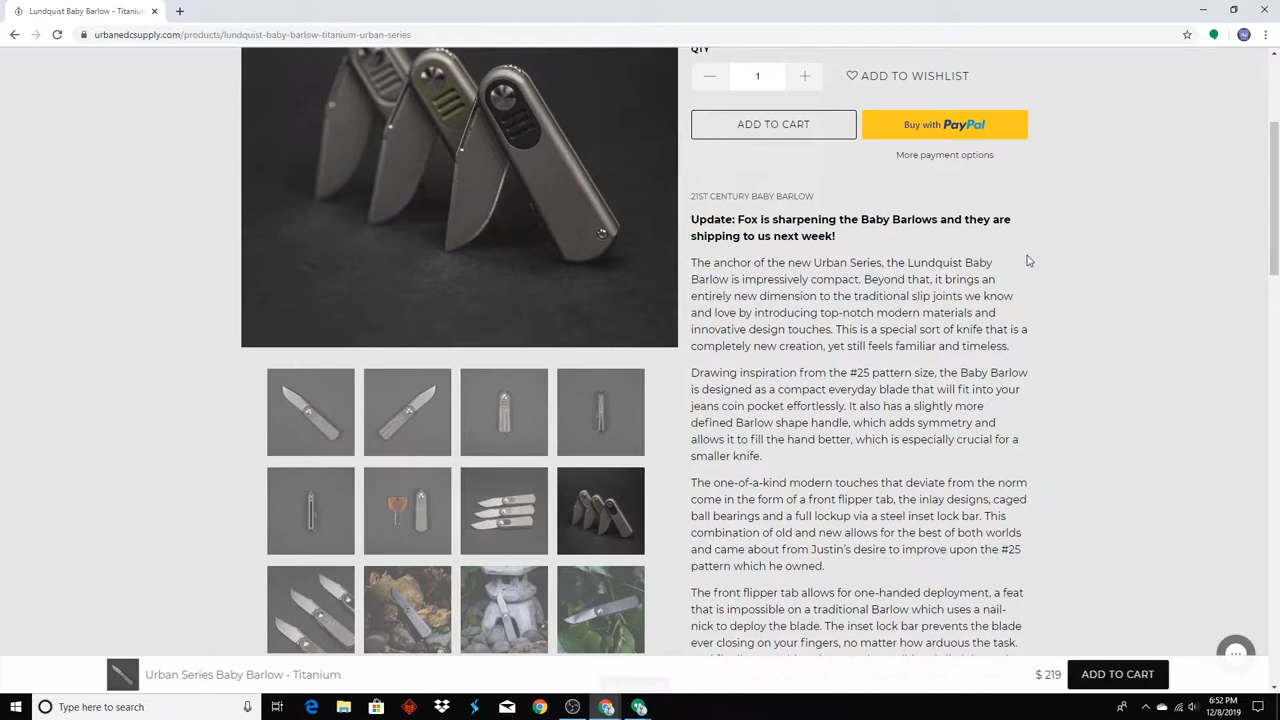 Lundquist Baby Barlow - Titanium
urbanedcsupply.com/products/lundquist-baby-barlow-titanium-urban-series
QTY
1
ADD TO WISHLIST
ADD TO CART
Buy with PayPal
More payment options
21ST CENTURY BABY BARLOW
Update: Fox is sharpening the Baby Barlows and they are
shipping to us next week!
The anchor of the new Urban Series, the Lundquist Baby
Barlow is impressively compact. Beyond that, it brings an
entirely new dimension to the traditional slip joints we know
and love by introducing top-notch modern materials and
innovative design touches. This is a special sort of knife that is a
completely new creation, yet still feels familiar and timeless.
Drawing inspiration from the #25 pattern size, the Baby Barlow
is designed as a compact everyday blade that will fit into your
jeans coin pocket effortlessly. It also has a slightly more
defined Barlow shape handle, which adds symmetry and
allows it to fill the hand better, which is especially crucial for a
smaller knife.
The one-of-a-kind modern touches that deviate from the norm
come in the form of a front flipper tab, the inlay designs, caged
ball bearings and a full lockup via a steel inset lock bar. This
combination of old and new allows for the best of both worlds
and came about from Justin's desire to improve upon the #25
pattern which he owned.
The front flipper tab allows for one-handed deployment, a feat
that is impossible on a traditional Barlow which uses a nail-
nick to deploy the blade. The inset lock bar prevents the blade
ever closing on your fingers, no matter how arduous the task.
Urban Series Baby Barlow - Titanium
$ 219
ADD TO CART
Type here to search
6:52 PM
12/8/2019